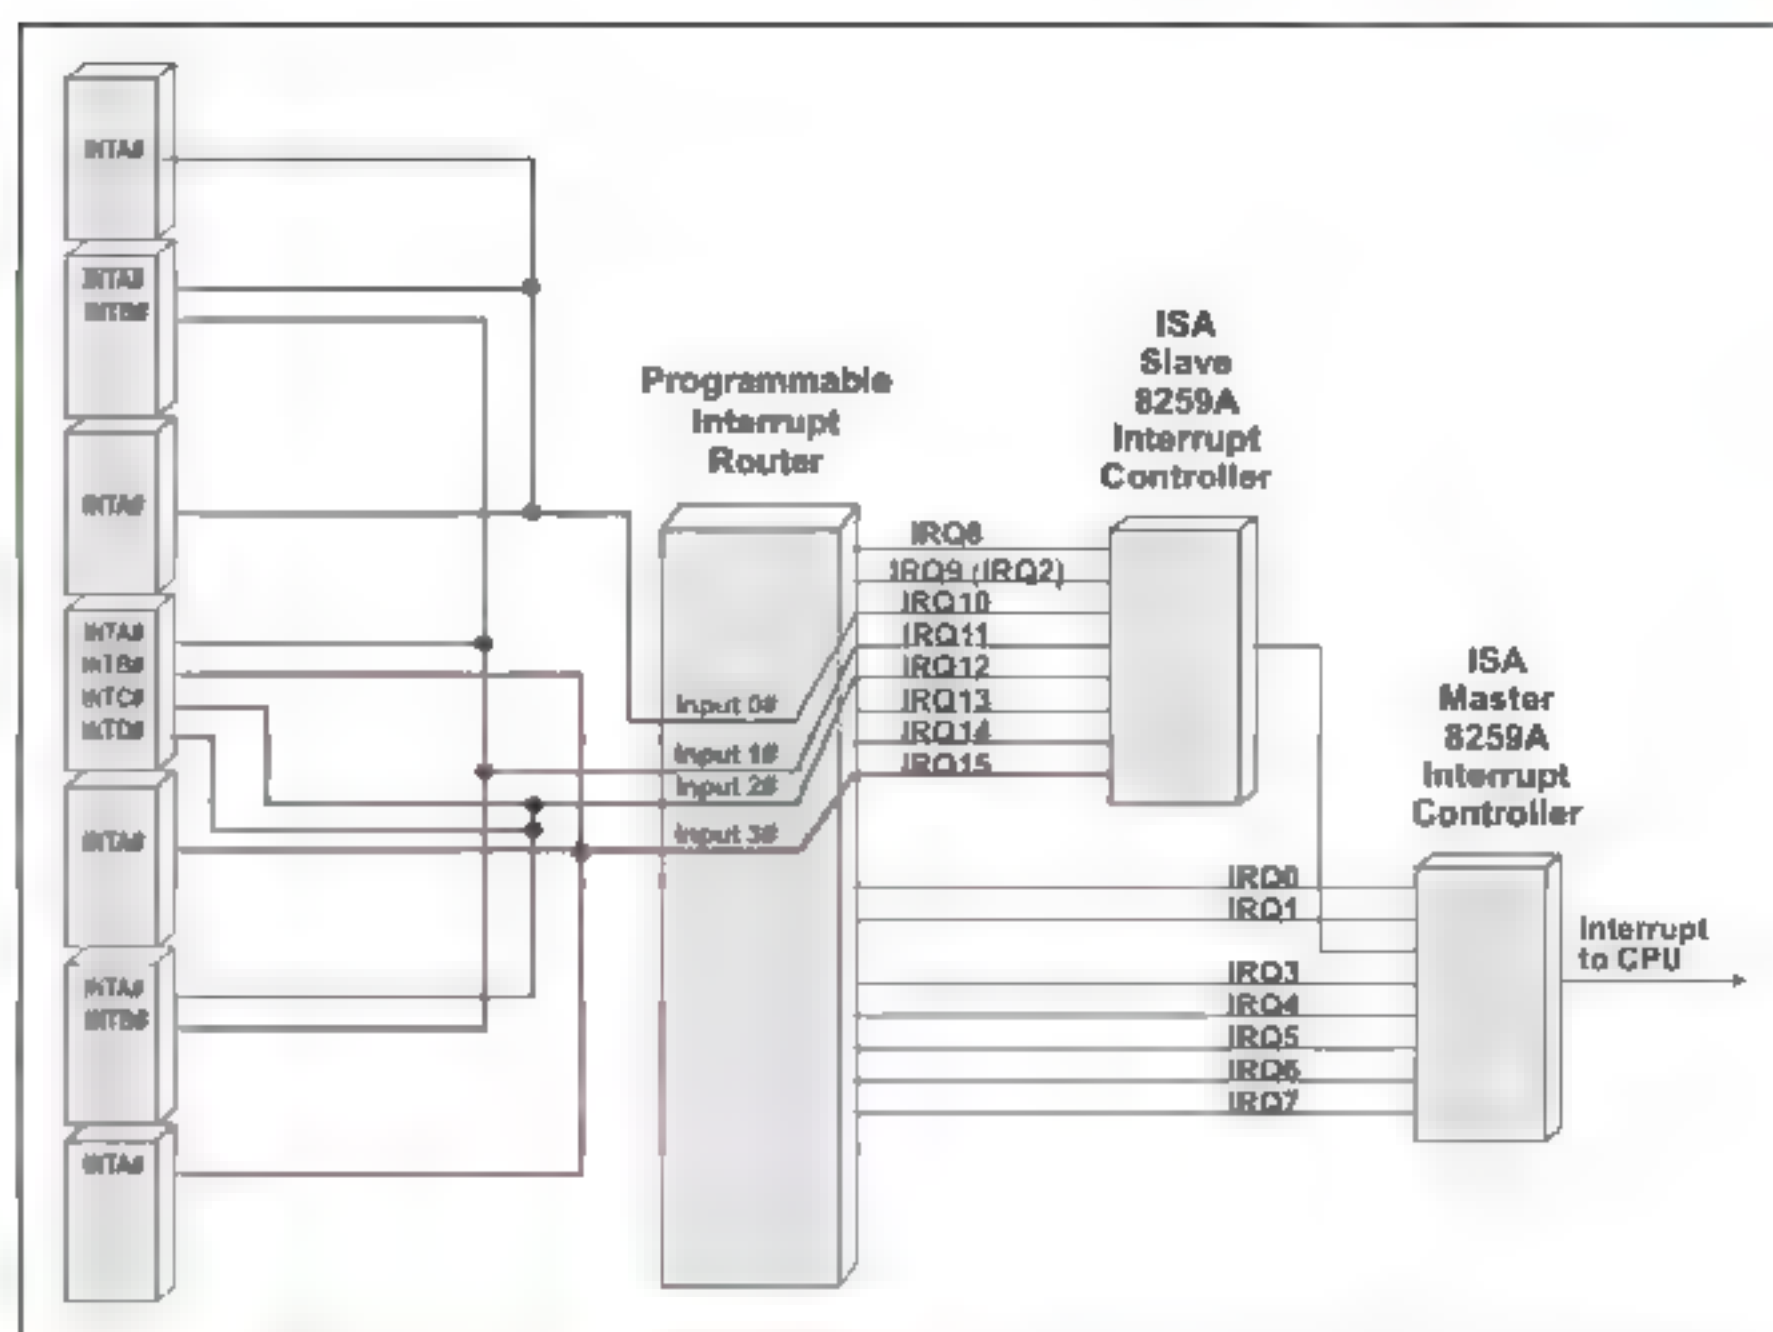 INTA#
INTA#
INTB#
INTA#
INTA#
INTB#
INTC#
INTD#
INTA#
INTA#
INTB#
INTA#
Programmable
Interrupt
Router
Input 0#
Input 1#
Input 2#
Input 3#
ISA
Slave
8259A
Interrupt
Controller
IRQ8
IRQ9 (IRQ2)
IRQ10
IRQ11
IRQ12
IRQ13
IRQ14
IRQ15
ISA
Master
8259A
Interrupt
Controller
IRQ0
IRQ1
IRQ3
IRQ4
IRQ5
IRQ6
IRQ7
Interrupt
to CPU